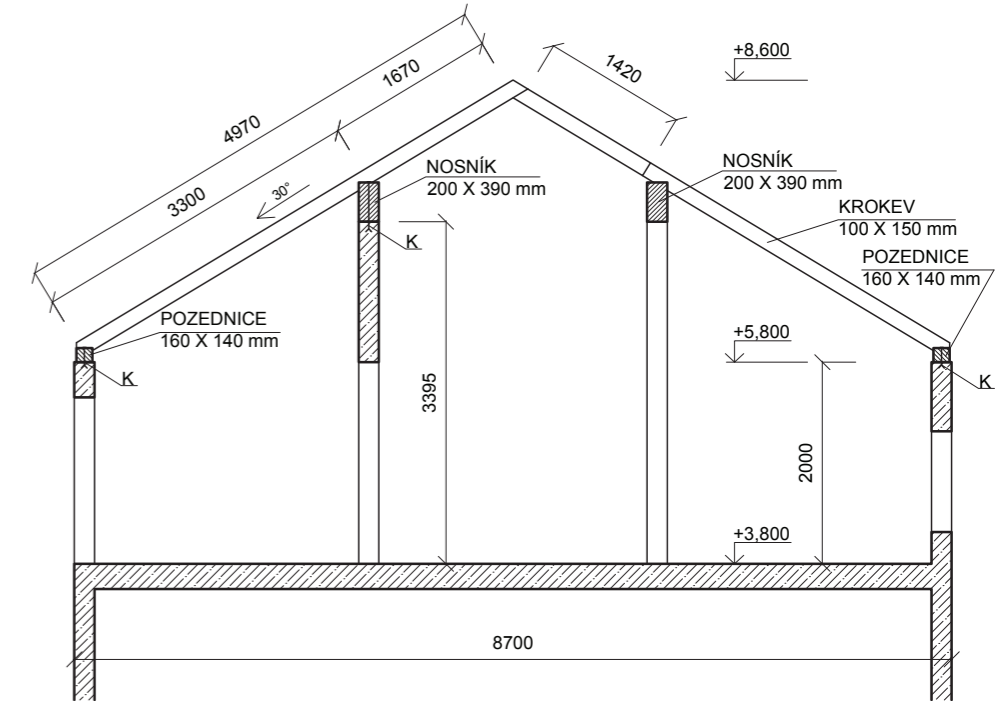 +8,600
1670
1420
4970
3300
30°
NOSNÍK
200 X 390 mm
NOSNÍK
200 X 390 mm
KROKEV
100 X 150 mm
POZEDNICE
160 X 140 mm
K
POZEDNICE
160 X 140 mm
+5,800
K
K
3395
2000
+3,800
8700